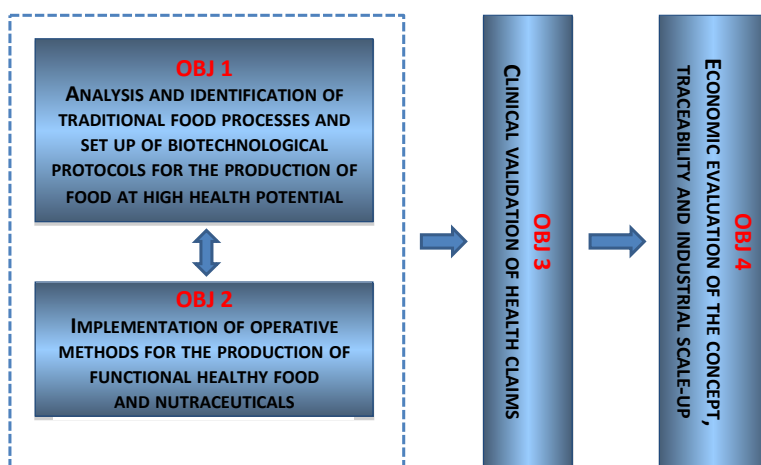 OBJ 1
ANALYSIS AND IDENTIFICATION OF
TRADITIONAL FOOD PROCESSES AND
SET UP OF BIOTECHNOLOGICAL
PROTOCOLS FOR THE PRODUCTION OF
FOOD AT HIGH HEALTH POTENTIAL
OBJ 2
IMPLEMENTATION OF OPERATIVE
METHODS FOR THE PRODUCTION OF
FUNCTIONAL HEALTHY FOOD
AND NUTRACEUTICALS
OBJ 3
CLINICAL VALIDATION OF HEALTH CLAIMS
OBJ 4
ECONOMIC EVALUATION OF THE CONCEPT,
TRACEABILITY AND INDUSTRIAL SCALE-UP